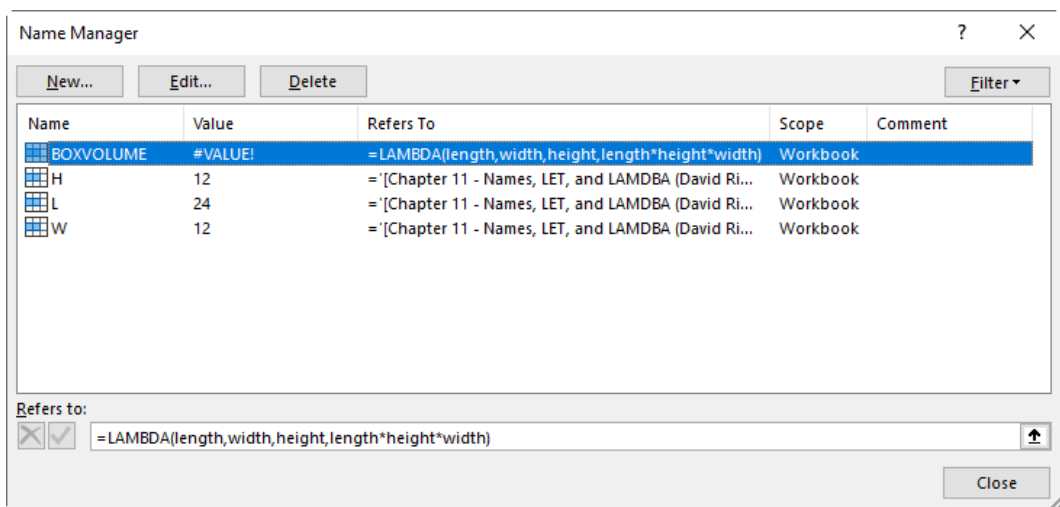 Name Manager ? ×
New... Edit... Delete Filter
Name Value Refers To Scope Comment
BOXVOLUME #VALUE! =LAMBDA(length,width,height,length*height*width) Workbook
H 12 ='[Chapter 11 - Names, LET, and LAMDBA (David Ri... Workbook
L 24 ='[Chapter 11 - Names, LET, and LAMDBA (David Ri... Workbook
W 12 ='[Chapter 11 - Names, LET, and LAMDBA (David Ri... Workbook
Refers to:
=LAMBDA(length,width,height,length*height*width)
Close